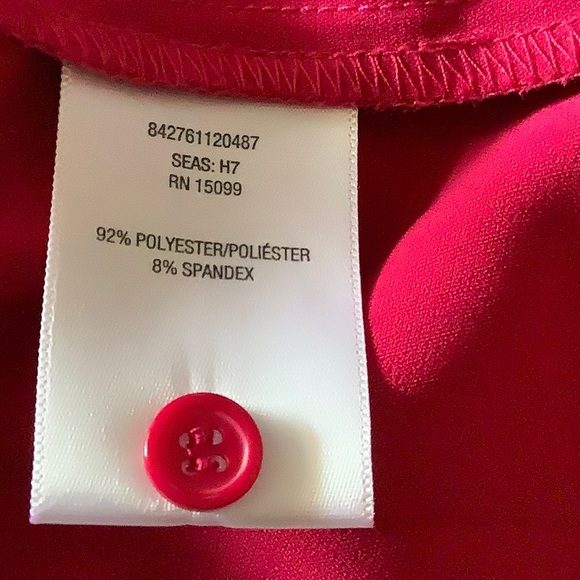 842761120487
SEAS: H7
RN 15099
92% POLYESTER/POLIÉSTER
8% SPANDEX